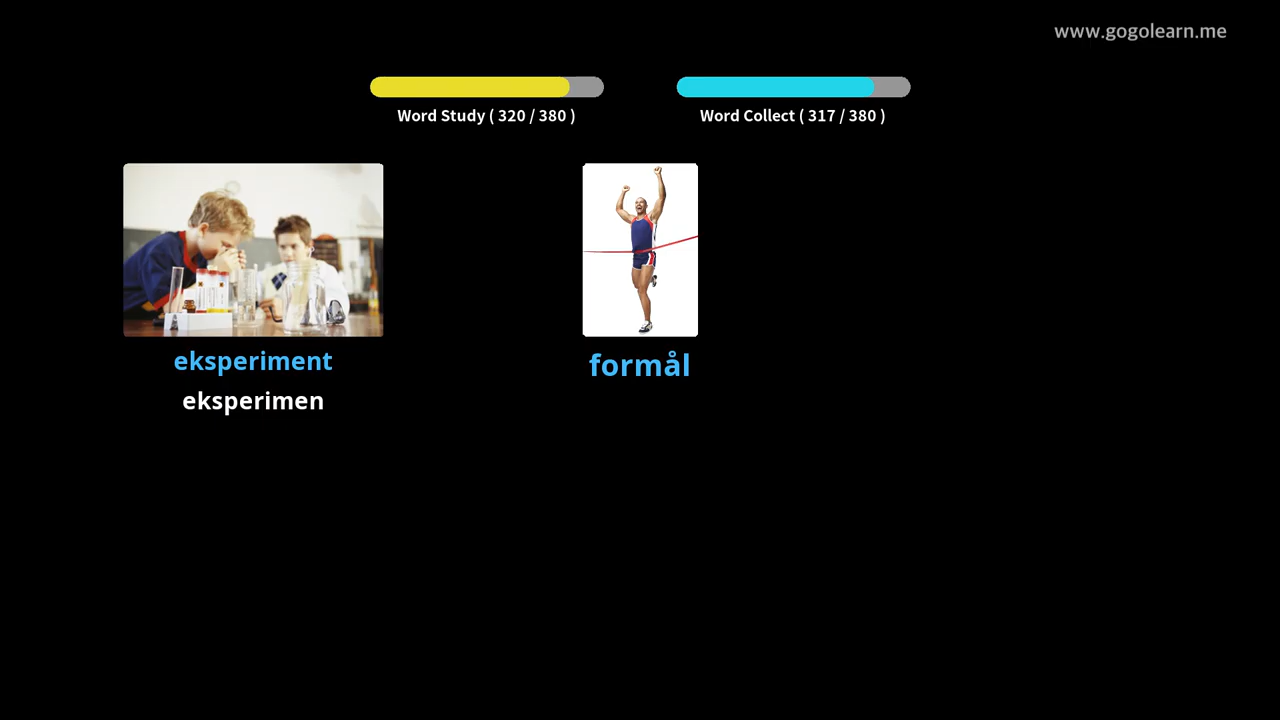 www.gogolearn.me
Word Study ( 320 / 380 )
Word Collect ( 317 / 380 )
eksperiment
eksperimen
formål